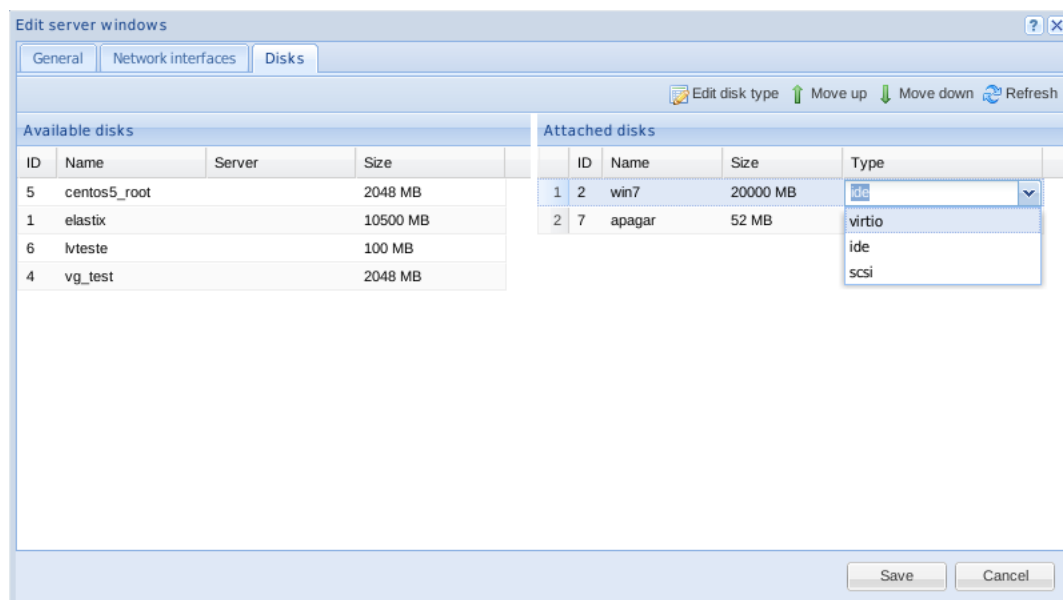 Edit server windows
General Network interfaces Disks
Edit disk type Move up Move down Refresh
Available disks Attached disks
ID Name Server Size ID Name Size Type
5 centos5_root 2048 MB 1 2 win7 20000 MB ide
1 elastix 10500 MB 2 7 apagar 52 MB virtio
6 lvteste 100 MB ide
4 vg_test 2048 MB scsi
Save Cancel